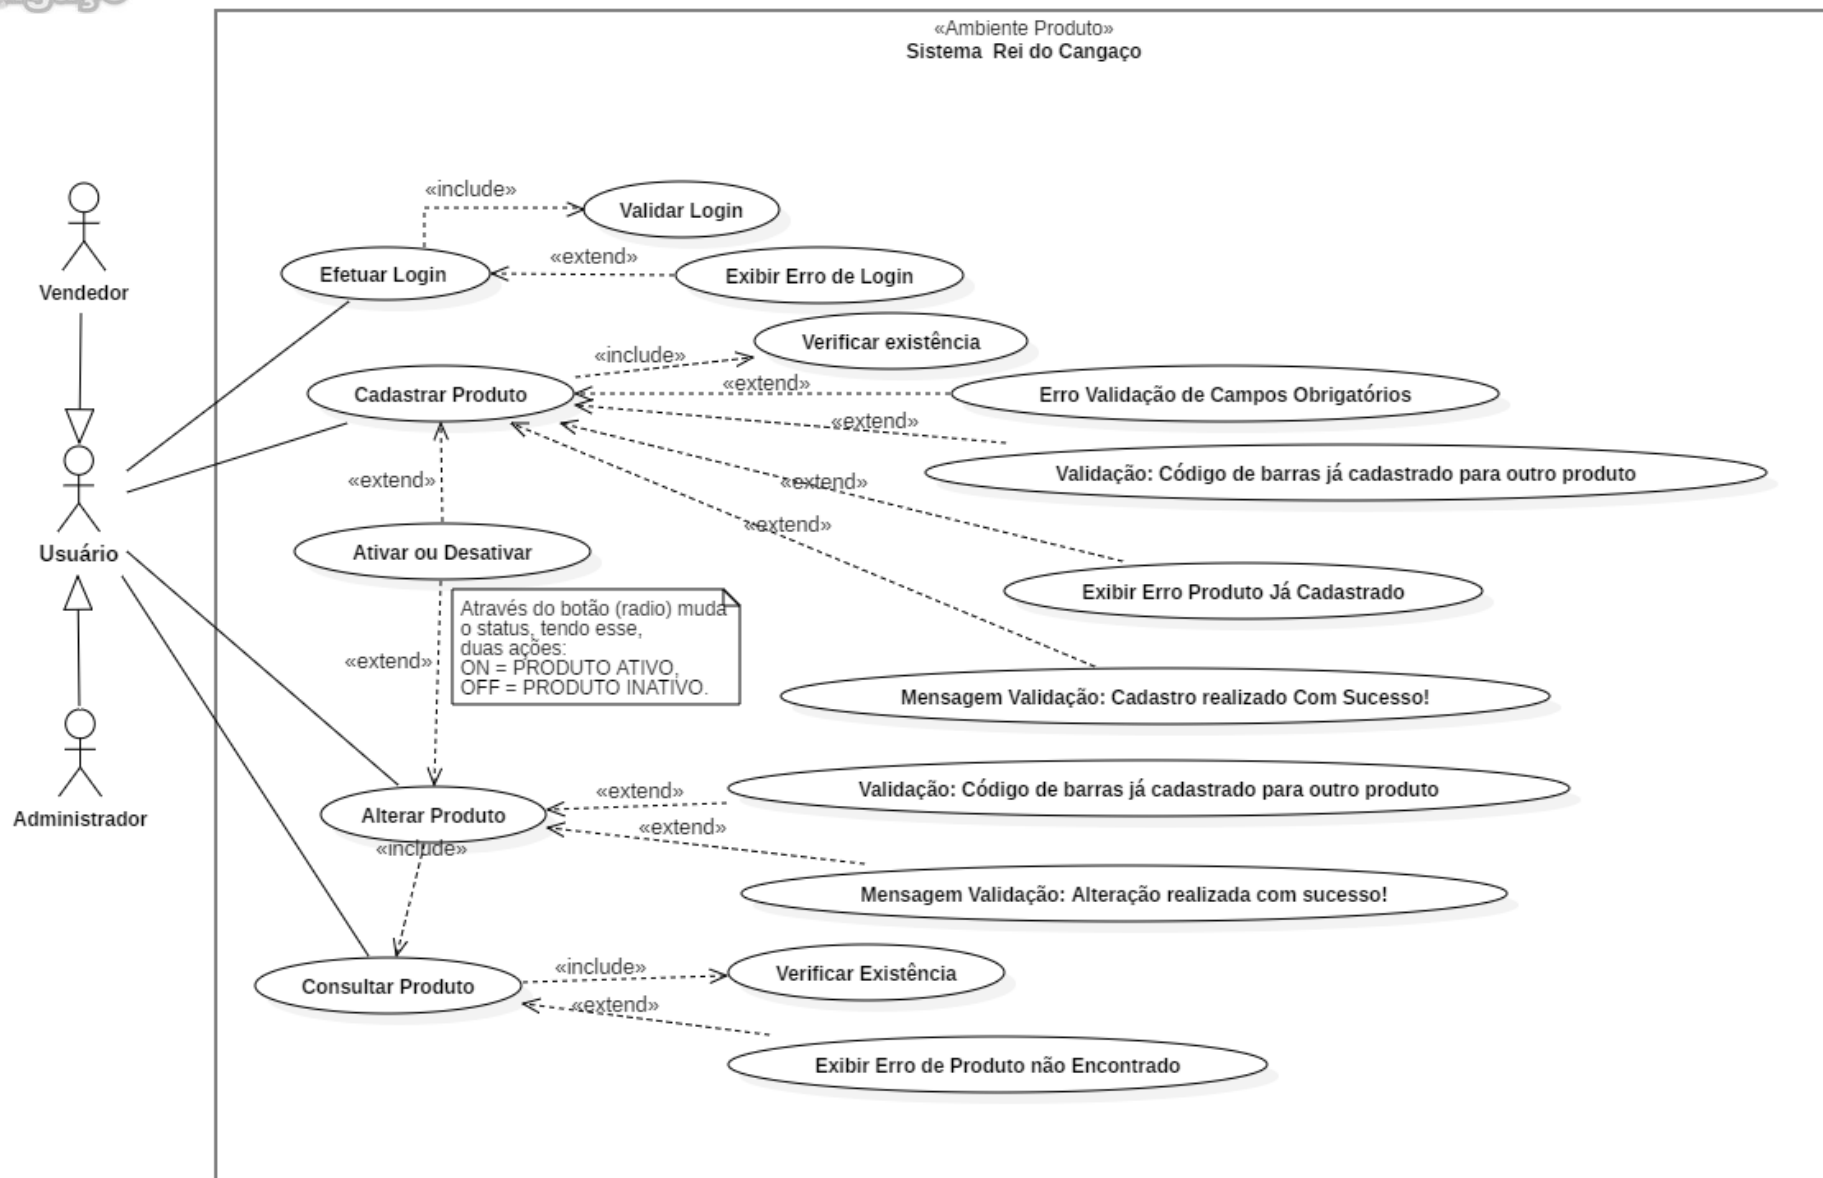 «Ambiente Produto»
Sistema Rei do Cangaço
«include»
Validar Login
«extend»
Efetuar Login
Exibir Erro de Login
Vendedor
Verificar existência
«include»
«extend»
Cadastrar Produto
Erro Validação de Campos Obrigatórios
«extend»
Validação: Código de barras já cadastrado para outro produto
«extend»
«extend»
«extend»
Usuário
Ativar ou Desativar
Exibir Erro Produto Já Cadastrado
Através do botão (radio) muda
o status, tendo esse,
duas ações:
ON = PRODUTO ATIVO,
OFF = PRODUTO INATIVO.
«extend»
Mensagem Validação: Cadastro realizado Com Sucesso!
«extend»
Validação: Código de barras já cadastrado para outro produto
Alterar Produto
Administrador
«extend»
«include»
Mensagem Validação: Alteração realizada com sucesso!
«include»
Verificar Existência
Consultar Produto
«extend»
Exibir Erro de Produto não Encontrado